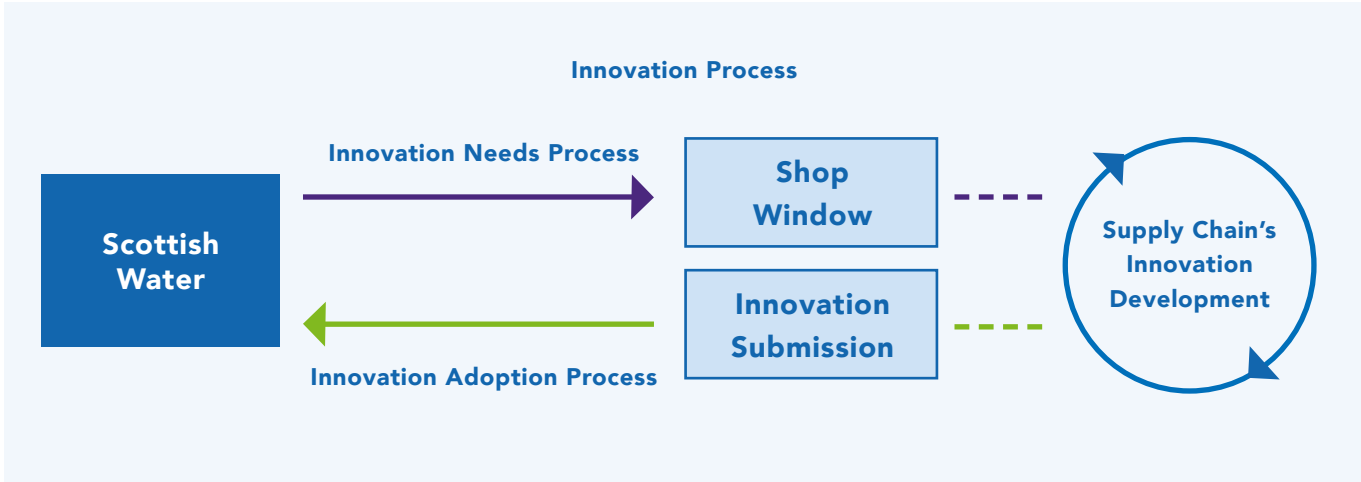 Innovation Process
Innovation Needs Process
Scottish
Water
Shop
Window
Innovation
Submission
Innovation Adoption Process
Supply Chain’s
Innovation
Development